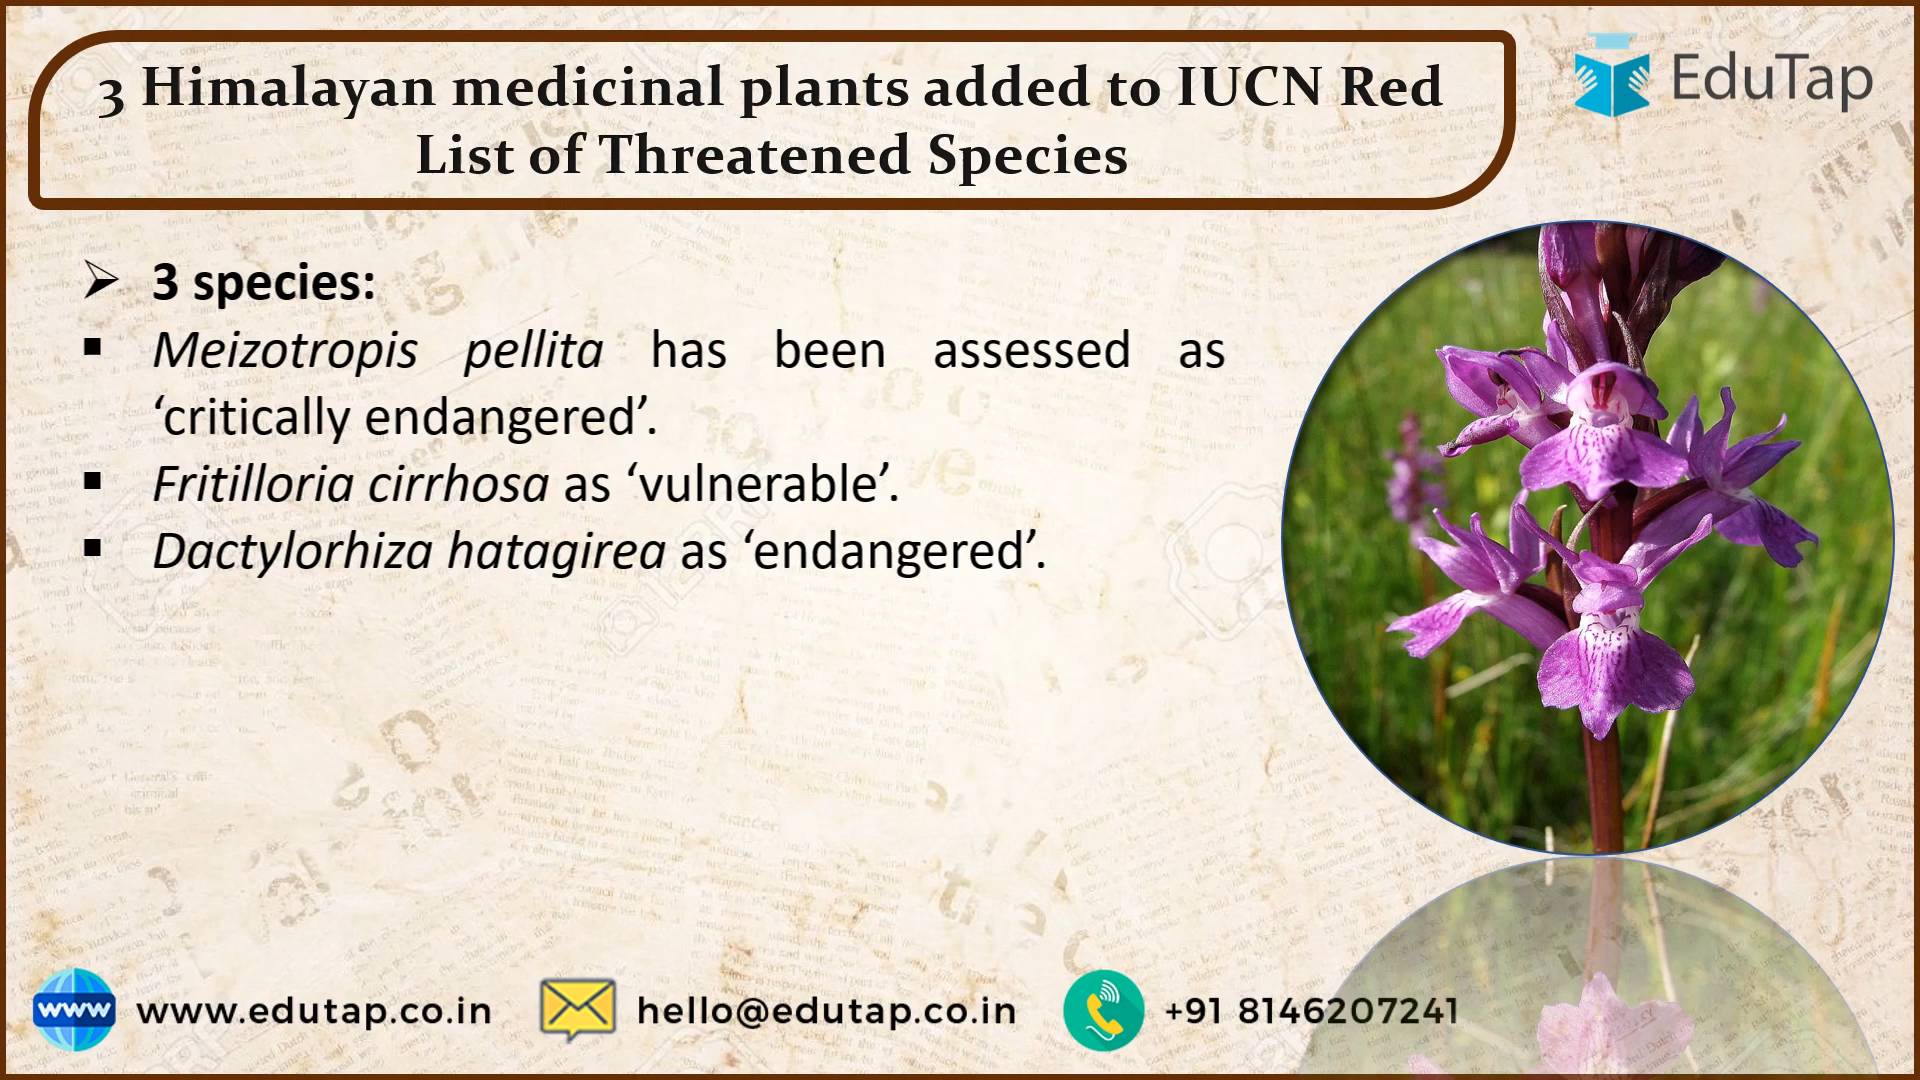 3 Himalayan medicinal plants added to IUCN Red
List of Threatened Species
EduTap
3 species:
Meizotropis pellita has been assessed as
‘critically endangered’.
Fritilloria cirrhosa as ‘vulnerable’.
Dactylorhiza hatagirea as ‘endangered’.
www
www.edutap.co.in
hello@edutap.co.in
+91 8146207241